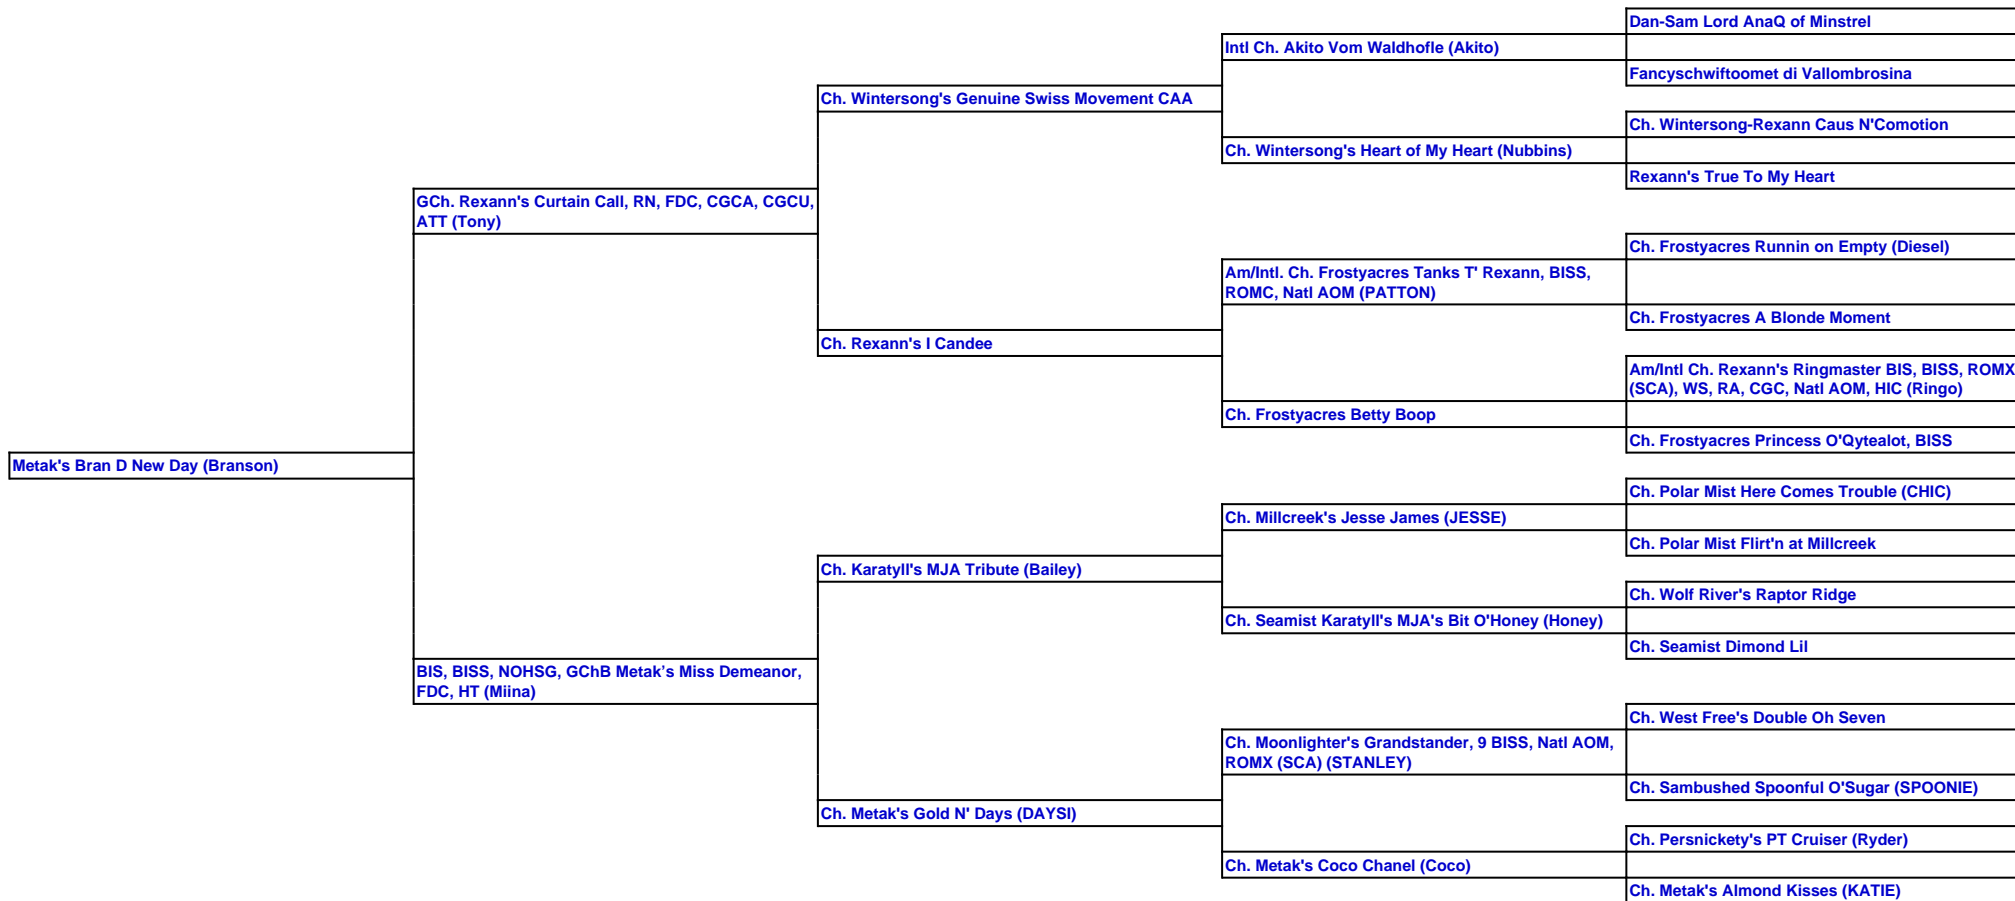 Dan-Sam Lord AnaQ of Minstrel
Intl Ch. Akito Vom Waldhofle (Akito)
Fancyschwiftoomet di Vallombrosina
Ch. Wintersong's Genuine Swiss Movement CAA
Ch. Wintersong-Rexann Caus N'Comotion
Ch. Wintersong's Heart of My Heart (Nubbins)
Rexann's True To My Heart
GCh. Rexann's Curtain Call, RN, FDC, CGCA, CGCU,
ATT (Tony)
Ch. Frostyacres Runnin on Empty (Diesel)
Am/Intl. Ch. Frostyacres Tanks T' Rexann, BISS,
ROMC, Natl AOM (PATTON)
Ch. Frostyacres A Blonde Moment
Ch. Rexann's I Candee
Am/Intl Ch. Rexann's Ringmaster BIS, BISS, ROMX
(SCA), WS, RA, CGC, Natl AOM, HIC (Ringo)
Ch. Frostyacres Betty Boop
Ch. Frostyacres Princess O'Qytealot, BISS
Metak's Bran D New Day (Branson)
Ch. Polar Mist Here Comes Trouble (CHIC)
Ch. Millcreek's Jesse James (JESSE)
Ch. Polar Mist Flirt'n at Millcreek
Ch. Karatyll's MJA Tribute (Bailey)
Ch. Wolf River's Raptor Ridge
Ch. Seamist Karatyll's MJA's Bit O'Honey (Honey)
Ch. Seamist Dimond Lil
BIS, BISS, NOHSG, GChB Metak’s Miss Demeanor,
FDC, HT (Miina)
Ch. West Free's Double Oh Seven
Ch. Moonlighter's Grandstander, 9 BISS, Natl AOM,
ROMX (SCA) (STANLEY)
Ch. Sambushed Spoonful O'Sugar (SPOONIE)
Ch. Metak's Gold N' Days (DAYSI)
Ch. Persnickety's PT Cruiser (Ryder)
Ch. Metak's Coco Chanel (Coco)
Ch. Metak's Almond Kisses (KATIE)